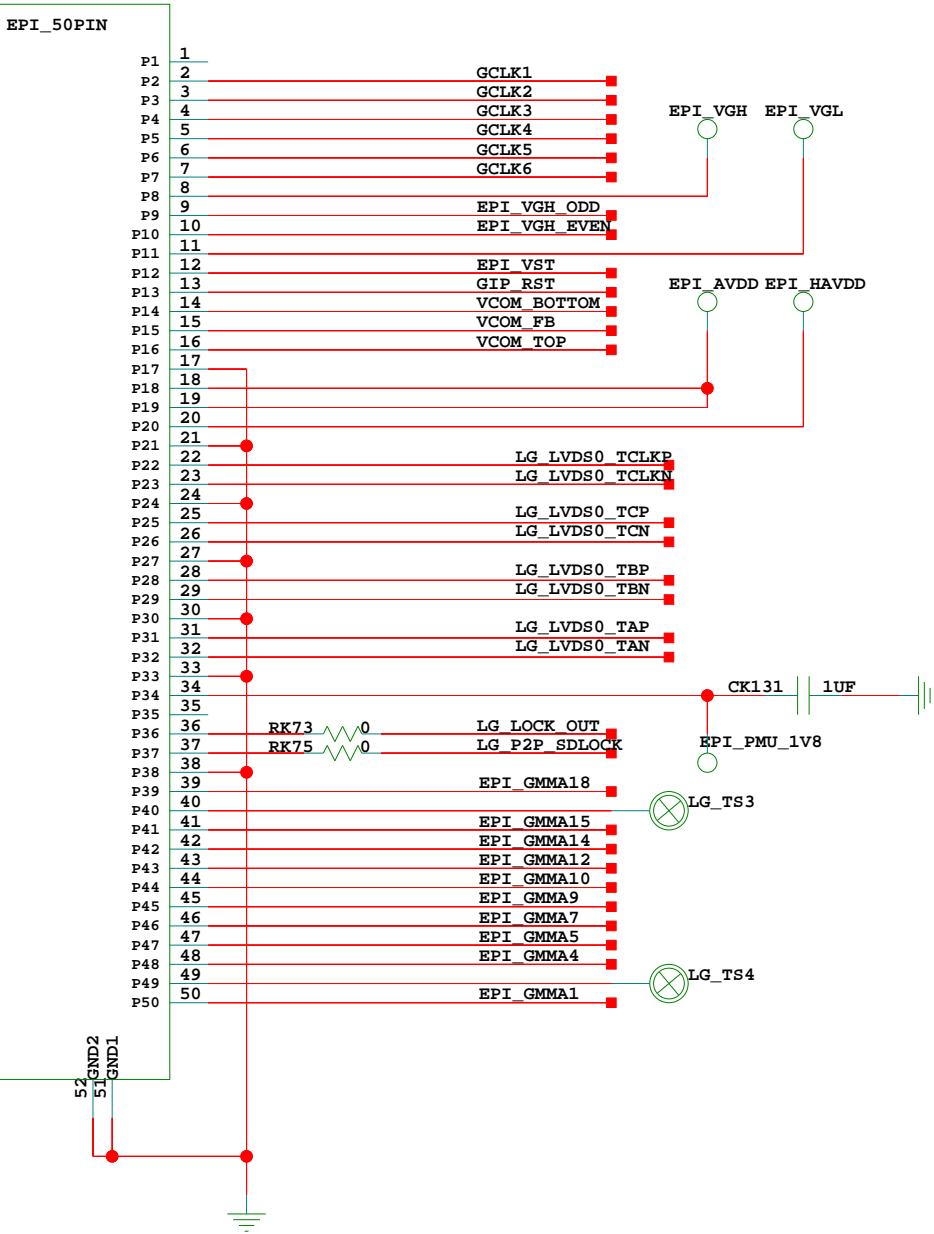 EPI_50PIN
P1 1
P2 2 GCLK1
P3 3 GCLK2
P4 4 GCLK3
P5 5 GCLK4
P6 6 GCLK5
P7 7 GCLK6
EPI_VGH EPI_VGL
P8 8
P9 9 EPI_VGH_ODD
P10 10 EPI_VGH_EVEN
P11 11
P12 12 EPI_VST
P13 13 GIP_RST
EPI_AVDD EPI_HAVDD
P14 14 VCOM_BOTTOM
P15 15 VCOM_FB
P16 16 VCOM_TOP
P17 17
P18 18
P19 19
P20 20
P21 21
P22 22 LG_LVDS0_TCLKP
P23 23 LG_LVDS0_TCLKN
P24 24
P25 25 LG_LVDS0_TCP
P26 26 LG_LVDS0_TCN
P27 27
P28 28 LG_LVDS0_TBP
P29 29 LG_LVDS0_TBN
P30 30
P31 31 LG_LVDS0_TAP
P32 32 LG_LVDS0_TAN
P33 33
P34 34 CK131 1UF
P35 35
P36 36 RK73 0 LG_LOCK_OUT
P37 37 RK75 0 LG_P2P_SDLOCK
EPI_PMU_1V8
P38 38
P39 39 EPI_GMMA18
P40 40 LG_TS3
P41 41 EPI_GMMA15
P42 42 EPI_GMMA14
P43 43 EPI_GMMA12
P44 44 EPI_GMMA10
P45 45 EPI_GMMA9
P46 46 EPI_GMMA7
P47 47 EPI_GMMA5
P48 48 EPI_GMMA4
P49 49 LG_TS4
P50 50 EPI_GMMA1
52 GND2
51 GND1